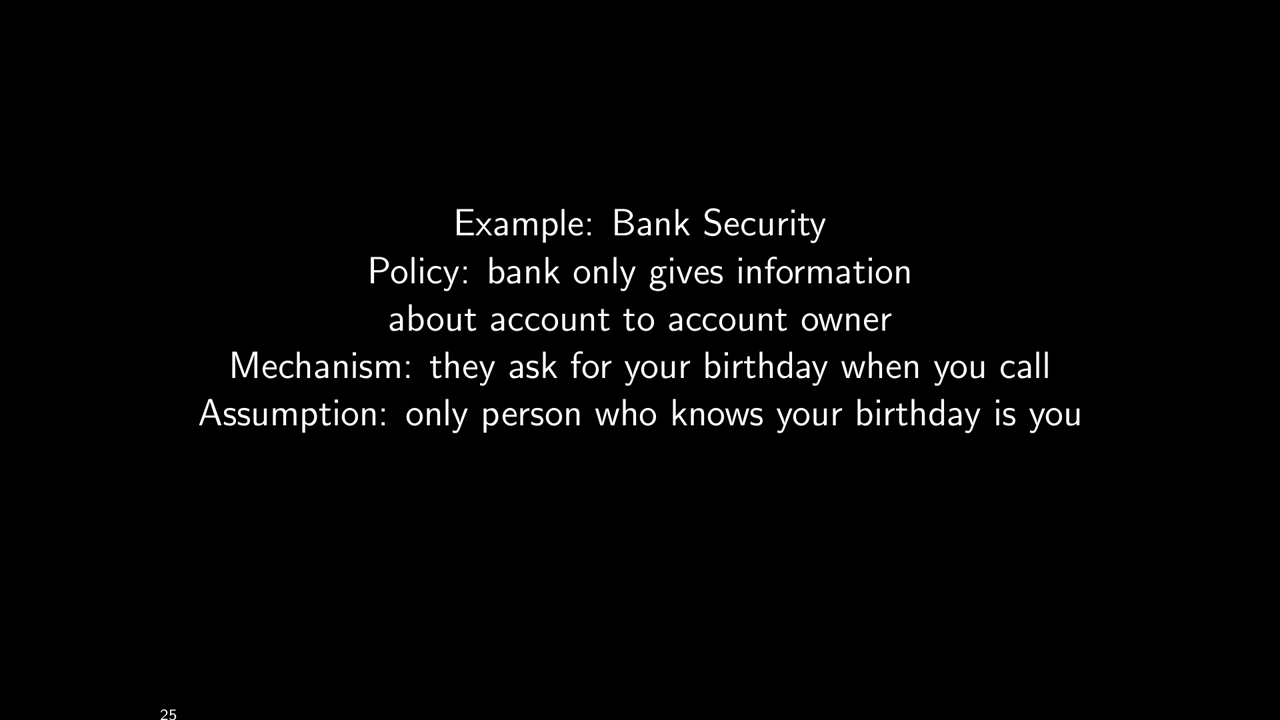 Example: Bank Security
Policy: bank only gives information
about account to account owner
Mechanism: they ask for your birthday when you call
Assumption: only person who knows your birthday is you
25